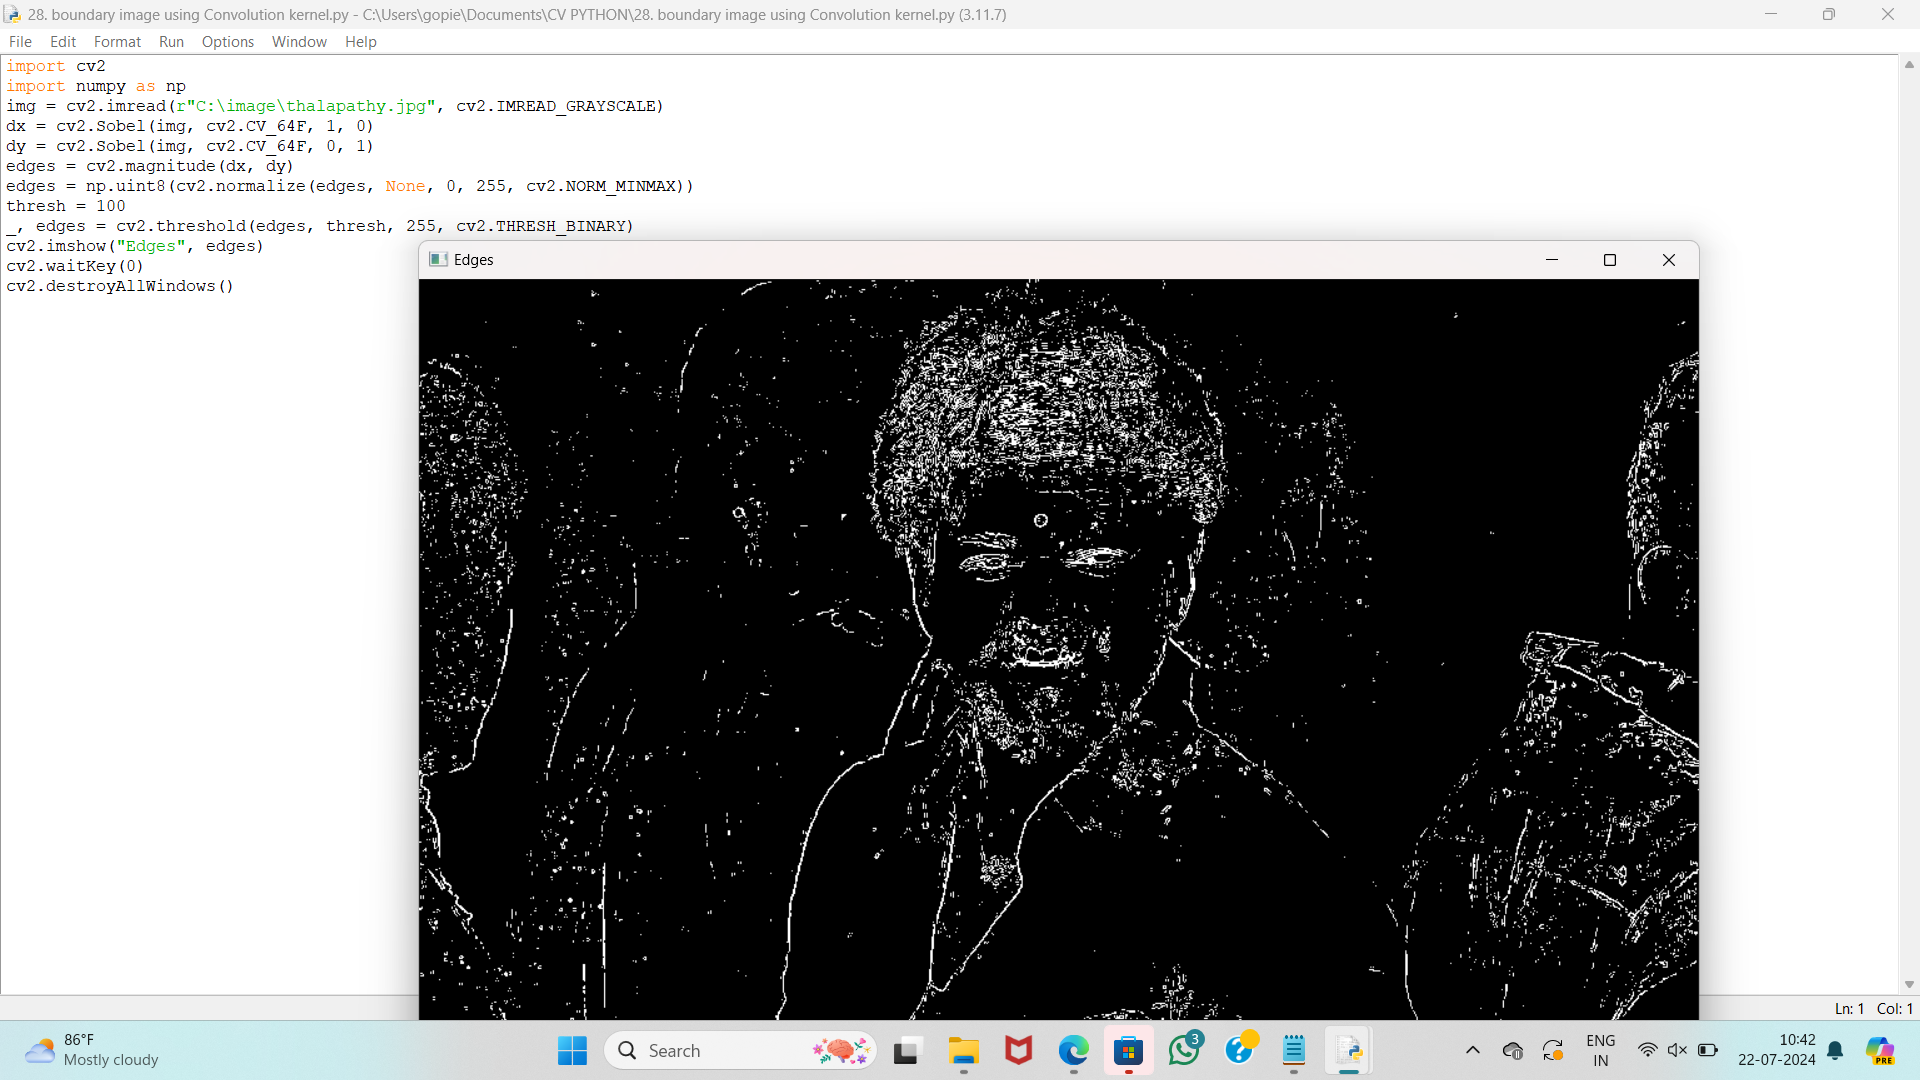 28. boundary image using Convolution kernel.py - C:\Users\gopie\Documents\CV PYTHON\28. boundary image using Convolution kernel.py (3.11.7)
File Edit Format Run Options Window Help
import cv2
import numpy as np
img = cv2.imread(r"C:\image\thalapathy.jpg", cv2.IMREAD_GRAYSCALE)
dx = cv2.Sobel(img, cv2.CV_64F, 1, 0)
dy = cv2.Sobel(img, cv2.CV_64F, 0, 1)
edges = cv2.magnitude(dx, dy)
edges = np.uint8(cv2.normalize(edges, None, 0, 255, cv2.NORM_MINMAX))
thresh = 100
_, edges = cv2.threshold(edges, thresh, 255, cv2.THRESH_BINARY)
cv2.imshow("Edges", edges)
cv2.waitKey(0)
cv2.destroyAllWindows()
Edges
Ln: 1 Col: 1
86°F
Mostly cloudy
Search
3
ENG
IN
10:42
22-07-2024
PRE